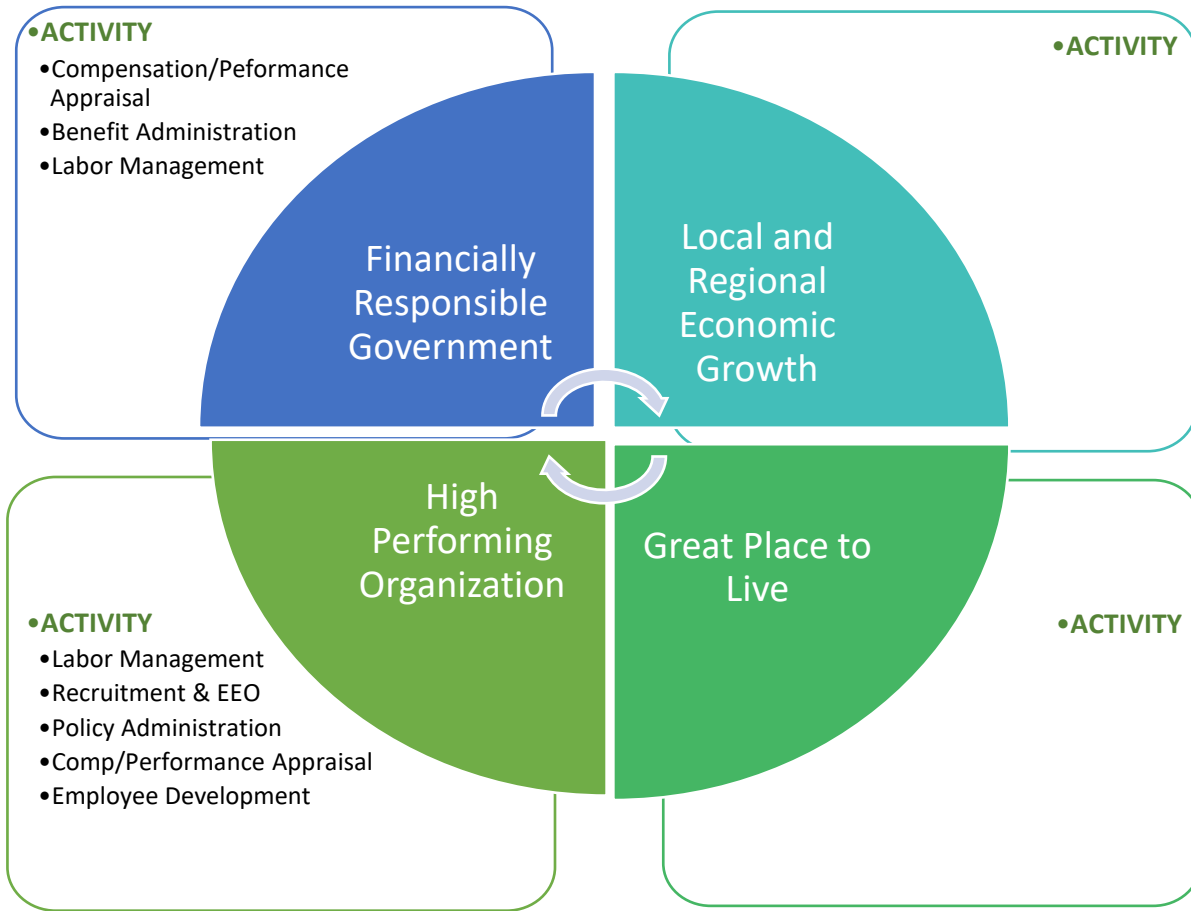 •ACTIVITY
•Compensation/Peformance
Appraisal
•Benefit Administration
•Labor Management
•ACTIVITY
Financially
Responsible
Government
Local and
Regional
Economic
Growth
High
Performing
Organization
Great Place to
Live
•ACTIVITY
•Labor Management
•Recruitment & EEO
•Policy Administration
•Comp/Performance Appraisal
•Employee Development
•ACTIVITY